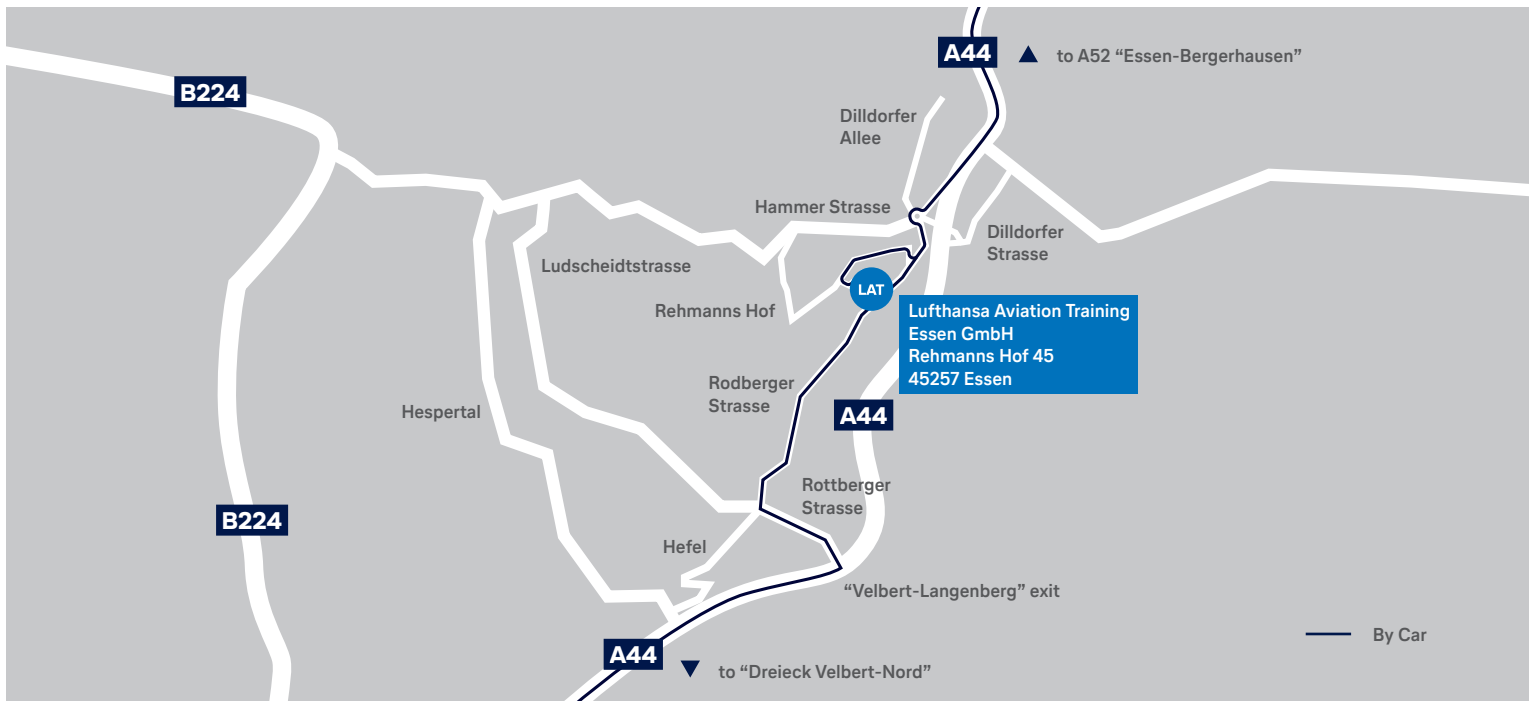 A44
to A52 “Essen-Bergerhausen”
B224
Dilldorfer
Allee
Hammer Strasse
Dilldorfer
Strasse
Ludscheidtstrasse
LAT
Rehmanns Hof
Lufthansa Aviation Training
Essen GmbH
Rehmanns Hof 45
45257 Essen
Rodberger
Strasse
Hespertal
A44
Rottberger
Strasse
B224
Hefel
“Velbert-Langenberg” exit
By Car
A44
to “Dreieck Velbert-Nord”